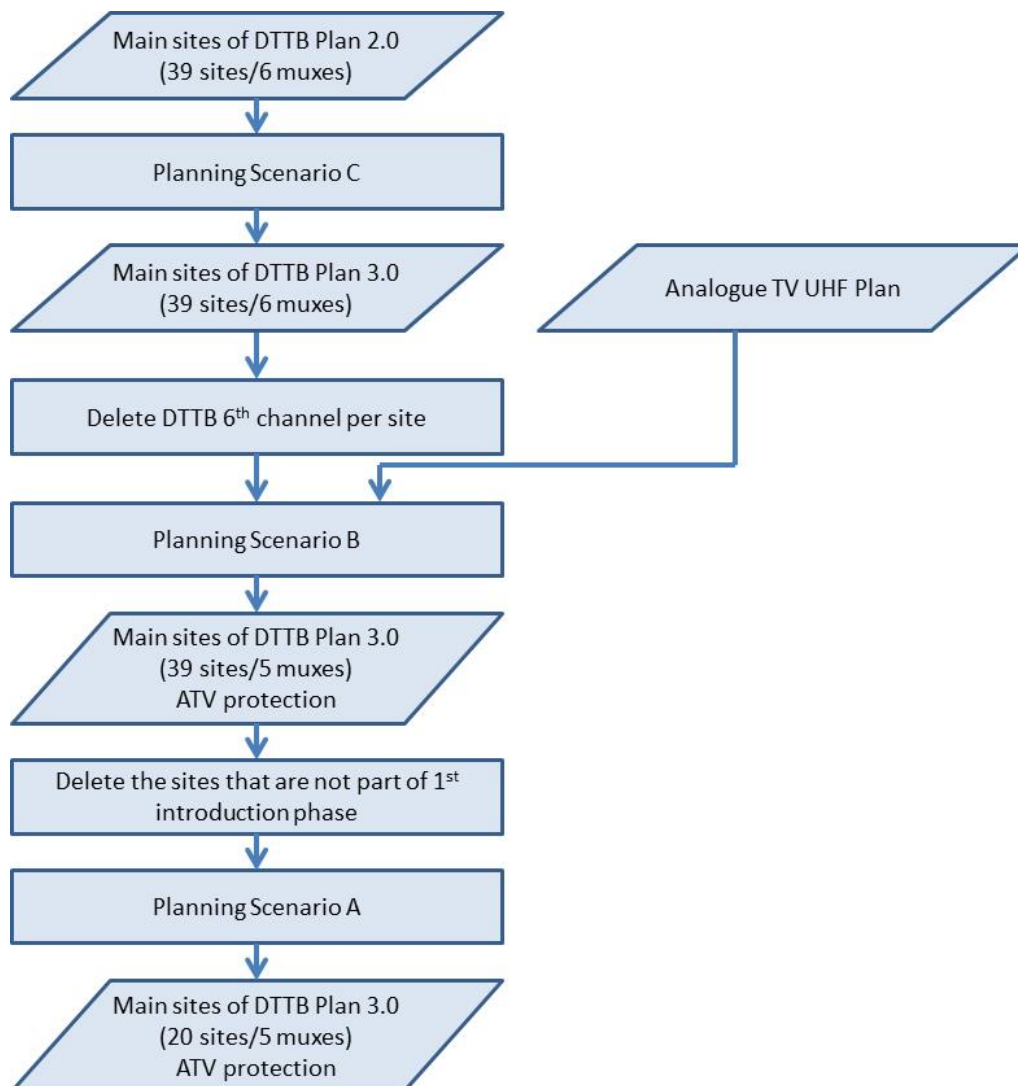 Main sites of DTTB Plan 2.0
(39 sites/6 muxes)
Planning Scenario C
Main sites of DTTB Plan 3.0
(39 sites/6 muxes)
Analogue TV UHF Plan
Delete DTTB 6th channel per site
Planning Scenario B
Main sites of DTTB Plan 3.0
(39 sites/5 muxes)
ATV protection
Delete the sites that are not part of 1st
introduction phase
Planning Scenario A
Main sites of DTTB Plan 3.0
(20 sites/5 muxes)
ATV protection